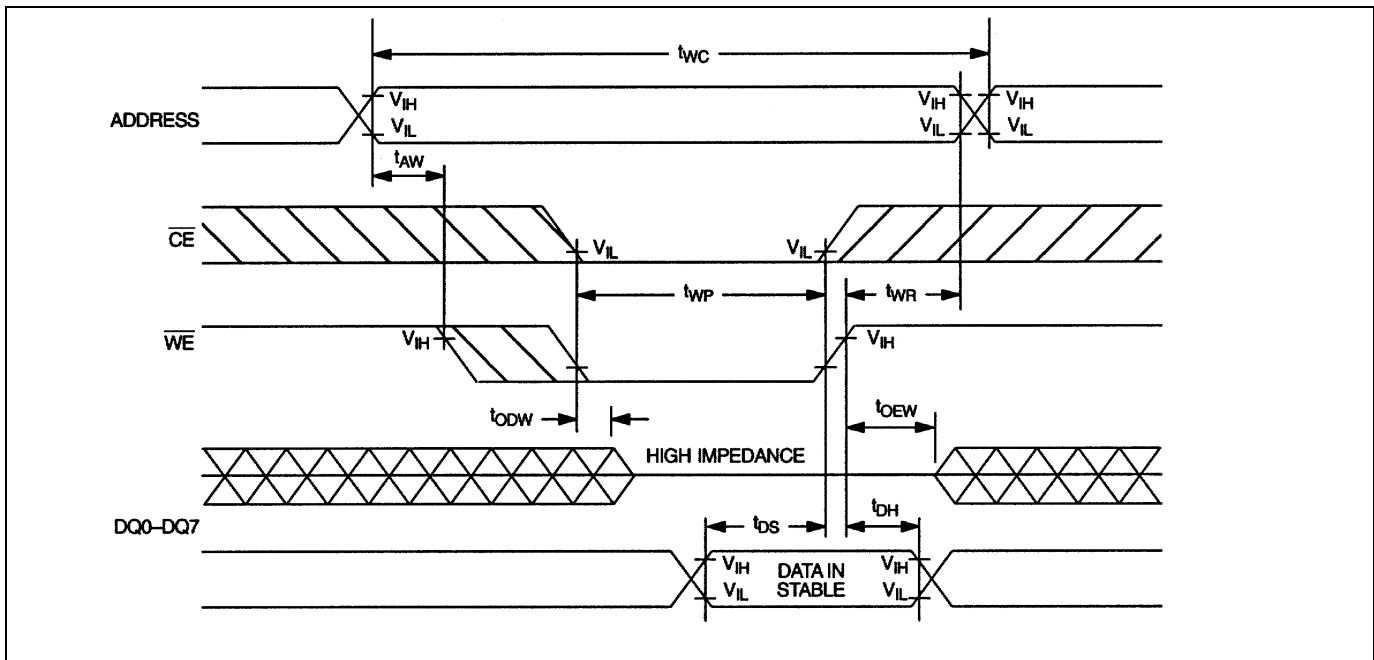 tWC
VIH VIH VIH
ADDRESS
VIL VIL VIL
tAW
CE
VIL VIL
tWP tWR
WE
VIH VIH
tODW tOEW
HIGH IMPEDANCE
DQ0–DQ7
tDS tDH
VIH DATA IN VIH
VIL STABLE VIL